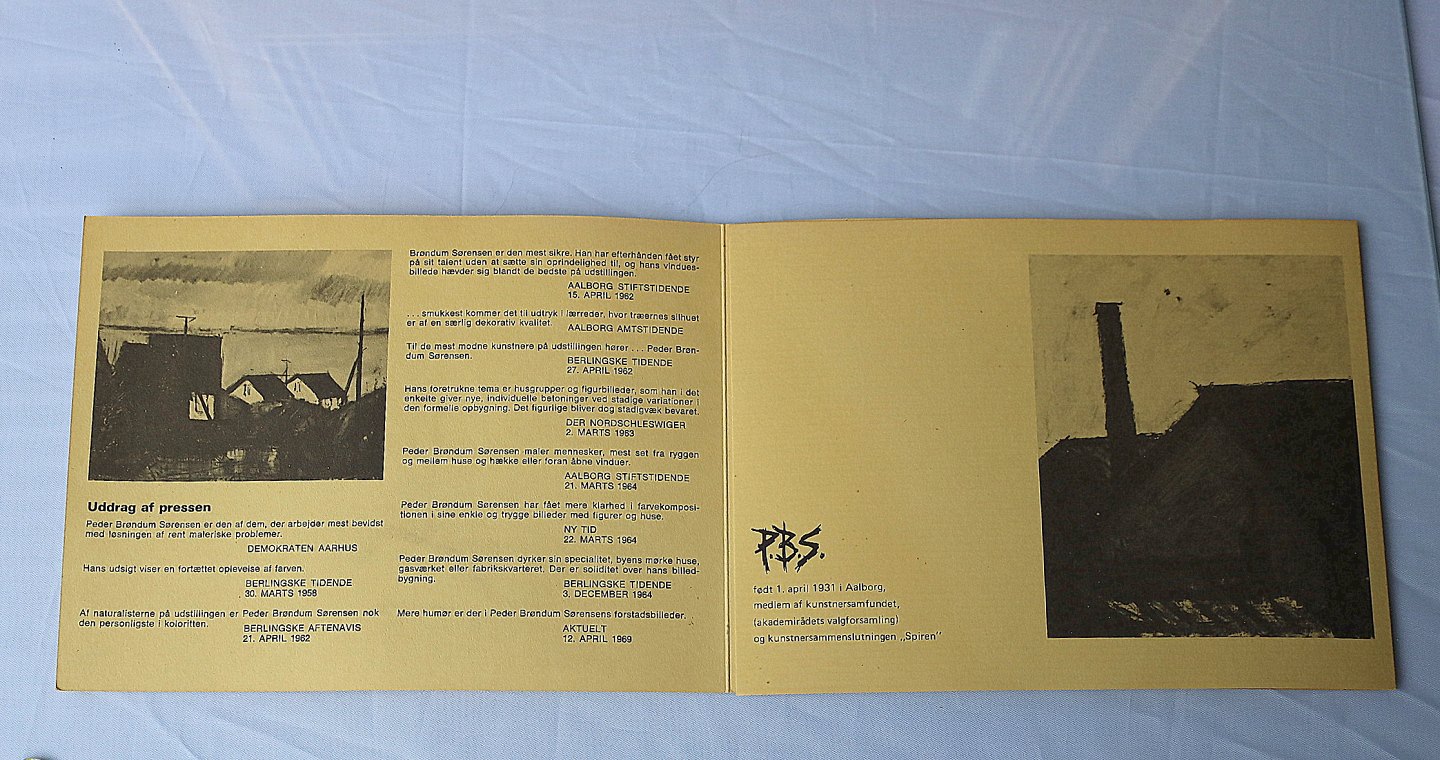 Uddrag af pressen
Peder Brøndum Sørensen er den af dem, der arbejder mest bevidst
med løsningen af rent maleriske problemer.
DEMOKRATEN AARHUS
Hans udsigt viser en fortættet oplevelse af farven.
BERLINGSKE TIDENDE
30. MARTS 1958
Af naturalisterne på udstillingen er Peder Brøndum Sørensen nok
den personligste i koloritten.
BERLINGSKE AFTENAVIS
21. APRIL 1962
Brøndum Sørensen er den mest sikre. Han har efterhånden fået styr
på sit talent uden at sætte sin oprindelighed til, og hans vindues-
billede hævder sig blandt de bedste på udstillingen.
AALBORG STIFTSTIDENDE
15. APRIL 1962
. . . smukkest kommer det til udtryk i lærreder, hvor træernes silhuet
er af en særlig dekorativ kvalitet.
AALBORG AMTSTIDENDE
Til de mest modne kunstnere på udstillingen hører . . . Peder Brøn-
dum Sørensen.
BERLINGSKE TIDENDE
27. APRIL 1962
Hans foretrukne tema er husgrupper og figurbilleder, som han i det
enkelte giver nye, individuelle betoninger ved stadige variationer i
den formelle opbygning. Det figurlige bliver dog stadigvæk bevaret.
DER NORDSCHLESWIGER
2. MARTS 1963
Peder Brøndum Sørensen maler mennesker, mest set fra ryggen
og mellem huse og hække eller foran åbne vinduer.
AALBORG STIFTSTIDENDE
21. MARTS 1964
Peder Brøndum Sørensen har fået mere klarhed i farvekomposi-
tionen i sine enkle og trygge billeder med figurer og huse.
NY TID
22. MARTS 1964
Peder Brøndum Sørensen dyrker sin specialitet, byens mørke huse,
gasværket eller fabrikskvarteret. Der er soliditet over hans billed-
bygning.
BERLINGSKE TIDENDE
3. DECEMBER 1964
Mere humør er der i Peder Brøndum Sørensens forstadsbilleder.
AKTUELT
12. APRIL 1969
P.B.S.
født 1. april 1931 i Aalborg,
medlem af kunstnersamfundet,
(akademirådets valgforsamling)
og kunstnersammenslutningen „Spiren"